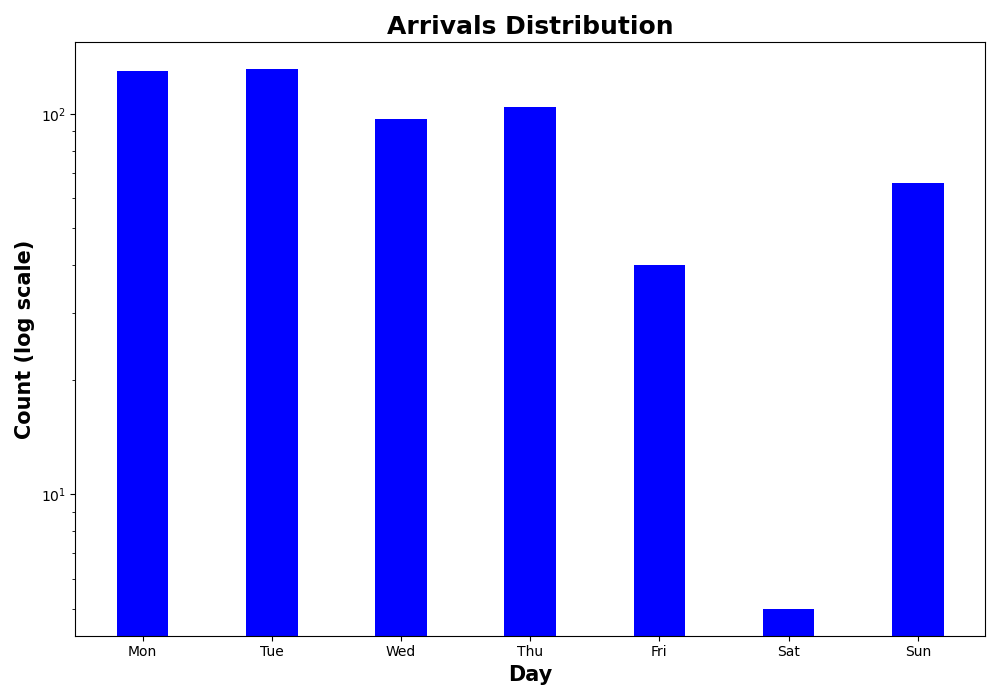 Arrivals Distribution
Count (log scale)
10²
10¹
Mon Tue Wed Thu Fri Sat Sun
Day